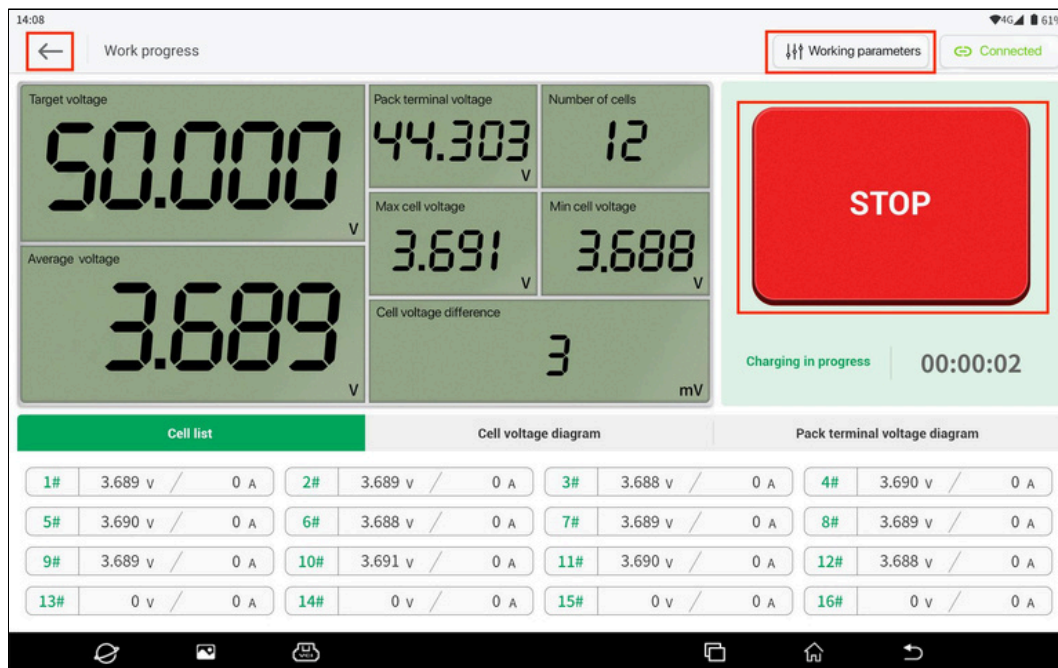 14:08
4G 61%
Work progress
Working parameters
Connected
Target voltage
50.000
V
Pack terminal voltage
44.303
V
Number of cells
12
Max cell voltage
3.691
V
Min cell voltage
3.688
V
Average voltage
3.689
V
Cell voltage difference
3
mV
STOP
Charging in progress
00:00:02
Cell list
Cell voltage diagram
Pack terminal voltage diagram
1# 3.689 V / 0 A
2# 3.689 V / 0 A
3# 3.688 V / 0 A
4# 3.690 V / 0 A
5# 3.690 V / 0 A
6# 3.688 V / 0 A
7# 3.689 V / 0 A
8# 3.689 V / 0 A
9# 3.689 V / 0 A
10# 3.691 V / 0 A
11# 3.690 V / 0 A
12# 3.688 V / 0 A
13# 0 V / 0 A
14# 0 V / 0 A
15# 0 V / 0 A
16# 0 V / 0 A
VCI